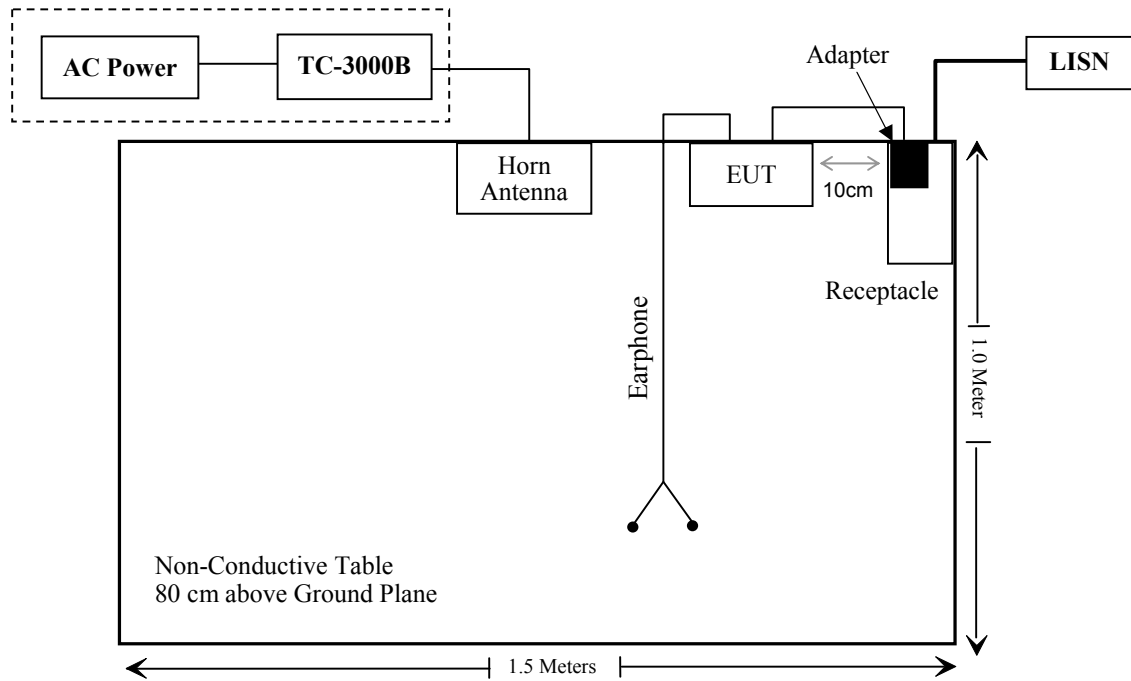 AC Power
TC-3000B
Adapter
LISN
Horn
Antenna
EUT
10cm
Receptacle
Earphone
1.0 Meter
Non-Conductive Table
80 cm above Ground Plane
1.5 Meters